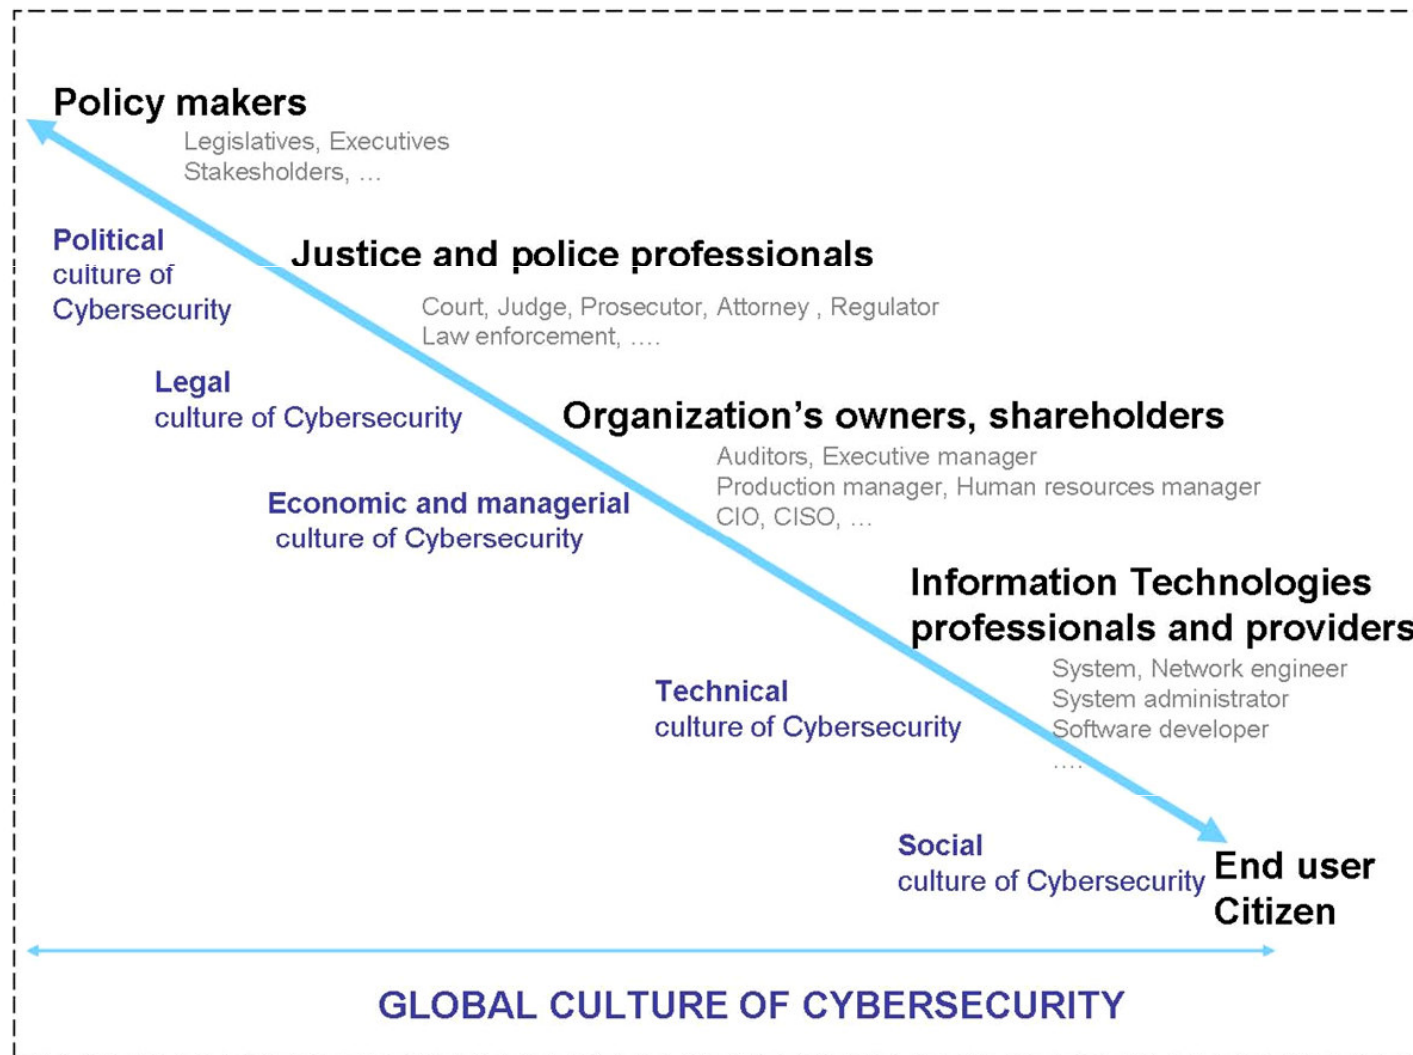 Policy makers
Legislatives, Executives
Stakesholders, ...
Political
culture of
Cybersecurity
Justice and police professionals
Court, Judge, Prosecutor, Attorney , Regulator
Law enforcement, ....
Legal
culture of Cybersecurity
Organization's owners, shareholders
Auditors, Executive manager
Production manager, Human resources manager
CIO, CISO, ...
Economic and managerial
culture of Cybersecurity
Information Technologies
professionals and providers
System, Network engineer
System administrator
Software developer
....
Technical
culture of Cybersecurity
Social
culture of Cybersecurity
End user
Citizen
GLOBAL CULTURE OF CYBERSECURITY